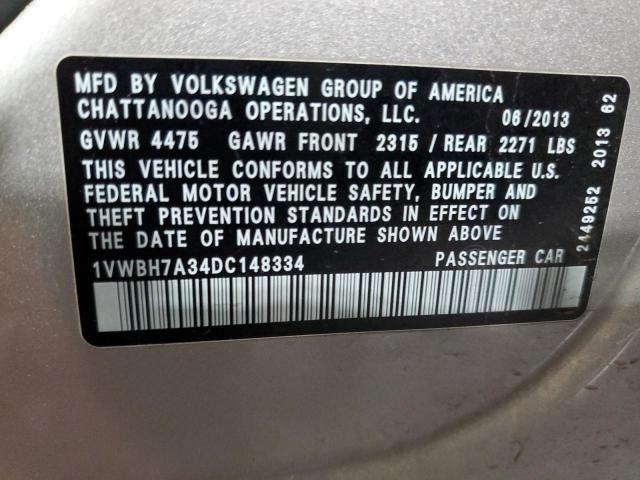 MFD BY VOLKSWAGEN GROUP OF AMERICA
CHATTANOOGA OPERATIONS, LLC. 06/2013
GVWR 4475 GAWR FRONT 2315 / REAR 2271 LBS
THIS VEHICLE CONFORMS TO ALL APPLICABLE U.S.
FEDERAL MOTOR VEHICLE SAFETY, BUMPER AND
THEFT PREVENTION STANDARDS IN EFFECT ON
THE DATE OF MANUFACTURE SHOWN ABOVE
1VWBH7A34DC148334 PASSENGER CAR
2449252 2013 62